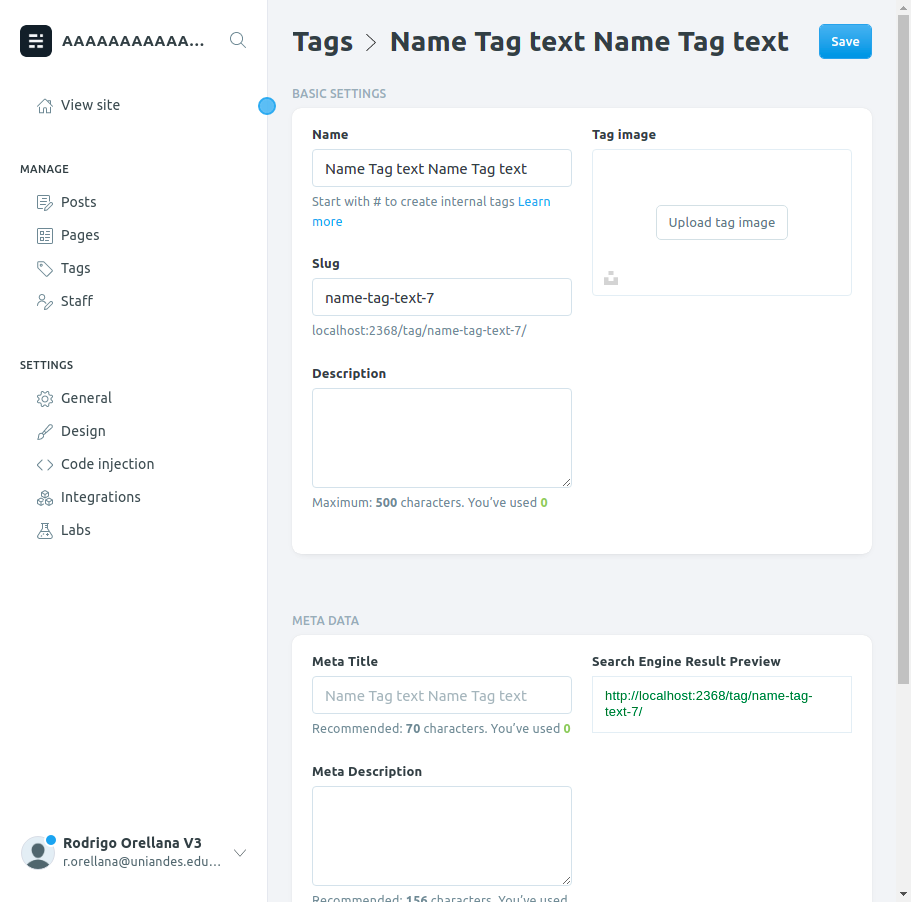 AAAAAAAAAAA...
View site
MANAGE
Posts
Pages
Tags
Staff
SETTINGS
General
Design
Code injection
Integrations
Labs
Rodrigo Orellana V3
r.orellana@uniandes.edu...
Tags > Name Tag text Name Tag text
Save
BASIC SETTINGS
Name
Name Tag text Name Tag text
Start with # to create internal tags Learn
more
Slug
name-tag-text-7
localhost:2368/tag/name-tag-text-7/
Description
Maximum: 500 characters. You’ve used 0
Tag image
Upload tag image
META DATA
Meta Title
Name Tag text Name Tag text
Recommended: 70 characters. You’ve used 0
Meta Description
Recommended: 156 characters. You’ve used
Search Engine Result Preview
http://localhost:2368/tag/name-tag-
text-7/